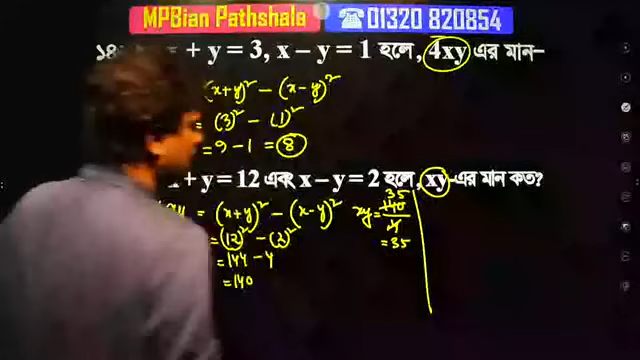 MPBian Pathshala ☎01320 820854
+ y = 3, x − y = 1 হলে, 4xy এর মান-
(x+y)² − (x−y)²
= (3)² − (1)²
= 9 − 1 = 8
x + y = 12 এবং x − y = 2 হলে, xy-এর মান কত?
= (x+y)² − (x−y)²
= (12)² − (2)²
= 144 − 4
= 140
35
xy = 140/4
= 35